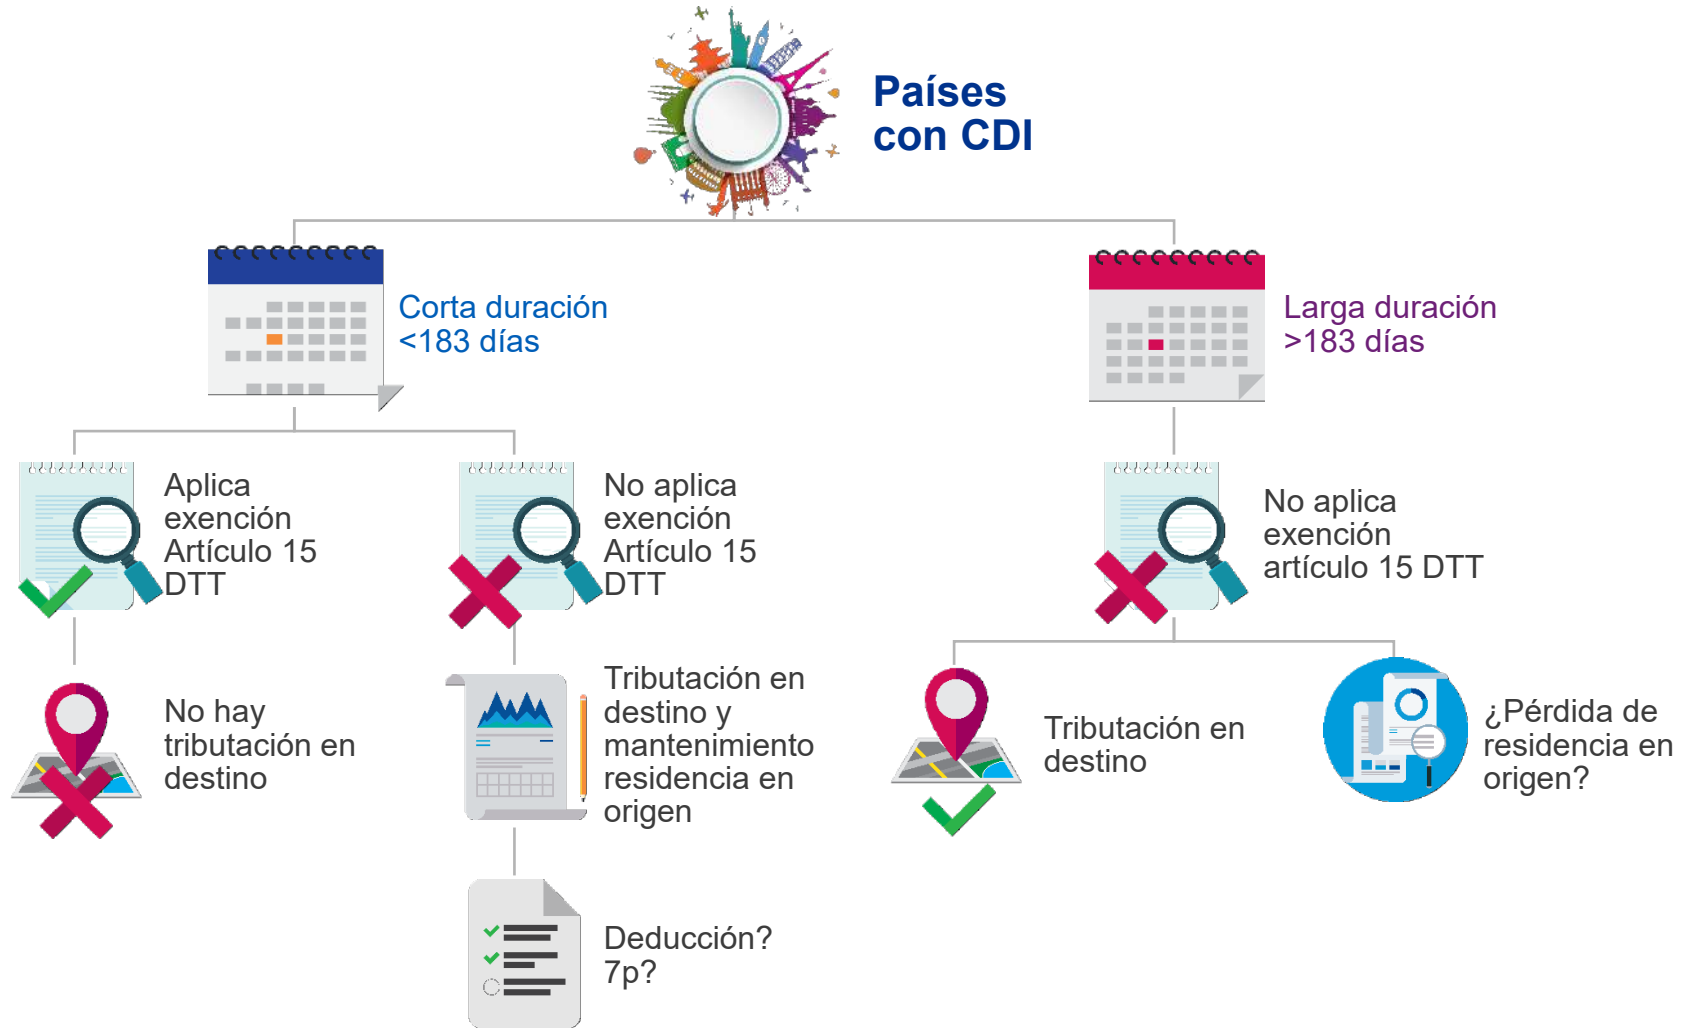 Países
con CDI
Corta duración
<183 días
Larga duración
>183 días
Aplica
exención
Artículo 15
DTT
No aplica
exención
Artículo 15
DTT
No aplica
exención
artículo 15 DTT
No hay
tributación en
destino
Tributación en
destino y
mantenimiento
residencia en
origen
Tributación en
destino
¿Pérdida de
residencia en
origen?
Deducción?
7p?